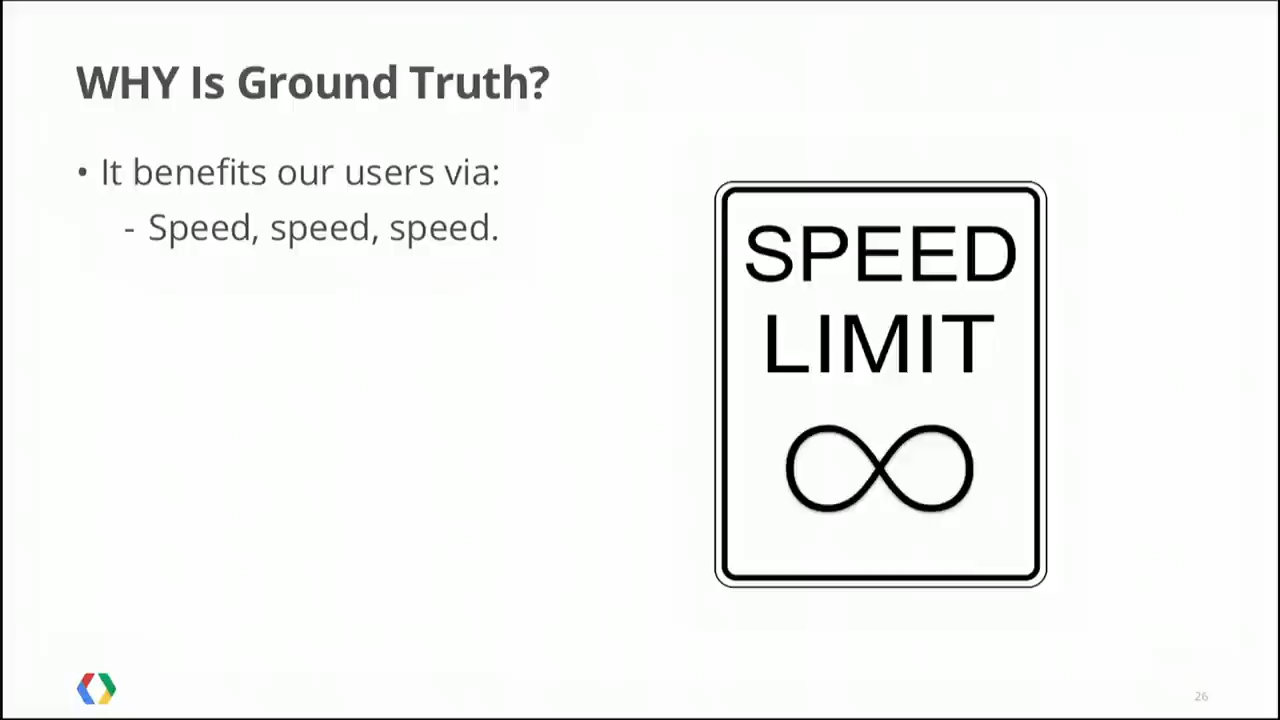 WHY Is Ground Truth?
• It benefits our users via:
- Speed, speed, speed.
SPEED
LIMIT
∞
26